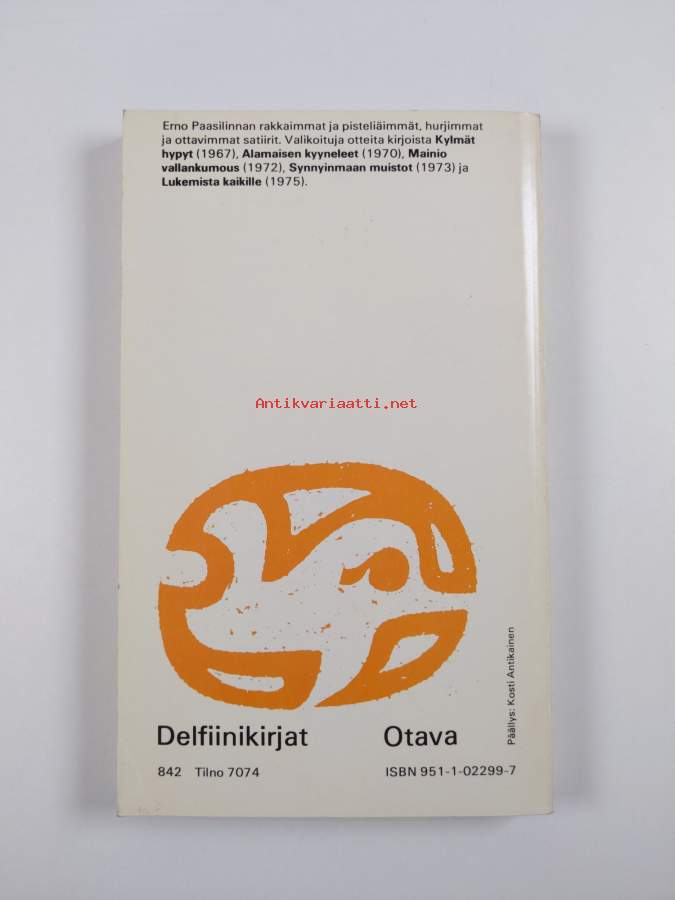 Erno Paasilinnan rakkaimmat ja pisteliäimmät, hurjimmat
ja ottavimmat satiirit. Valikoituja otteita kirjoista Kylmät
hypyt (1967), Alamaisen kyyneleet (1970), Mainio
vallankumous (1972), Synnyinmaan muistot (1973) ja
Lukemista kaikille (1975).
Antikvariaatti.net
Päällys: Kosti Antikainen
Delfiinikirjat Otava
842 Tilno 7074 ISBN 951-1-02299-7